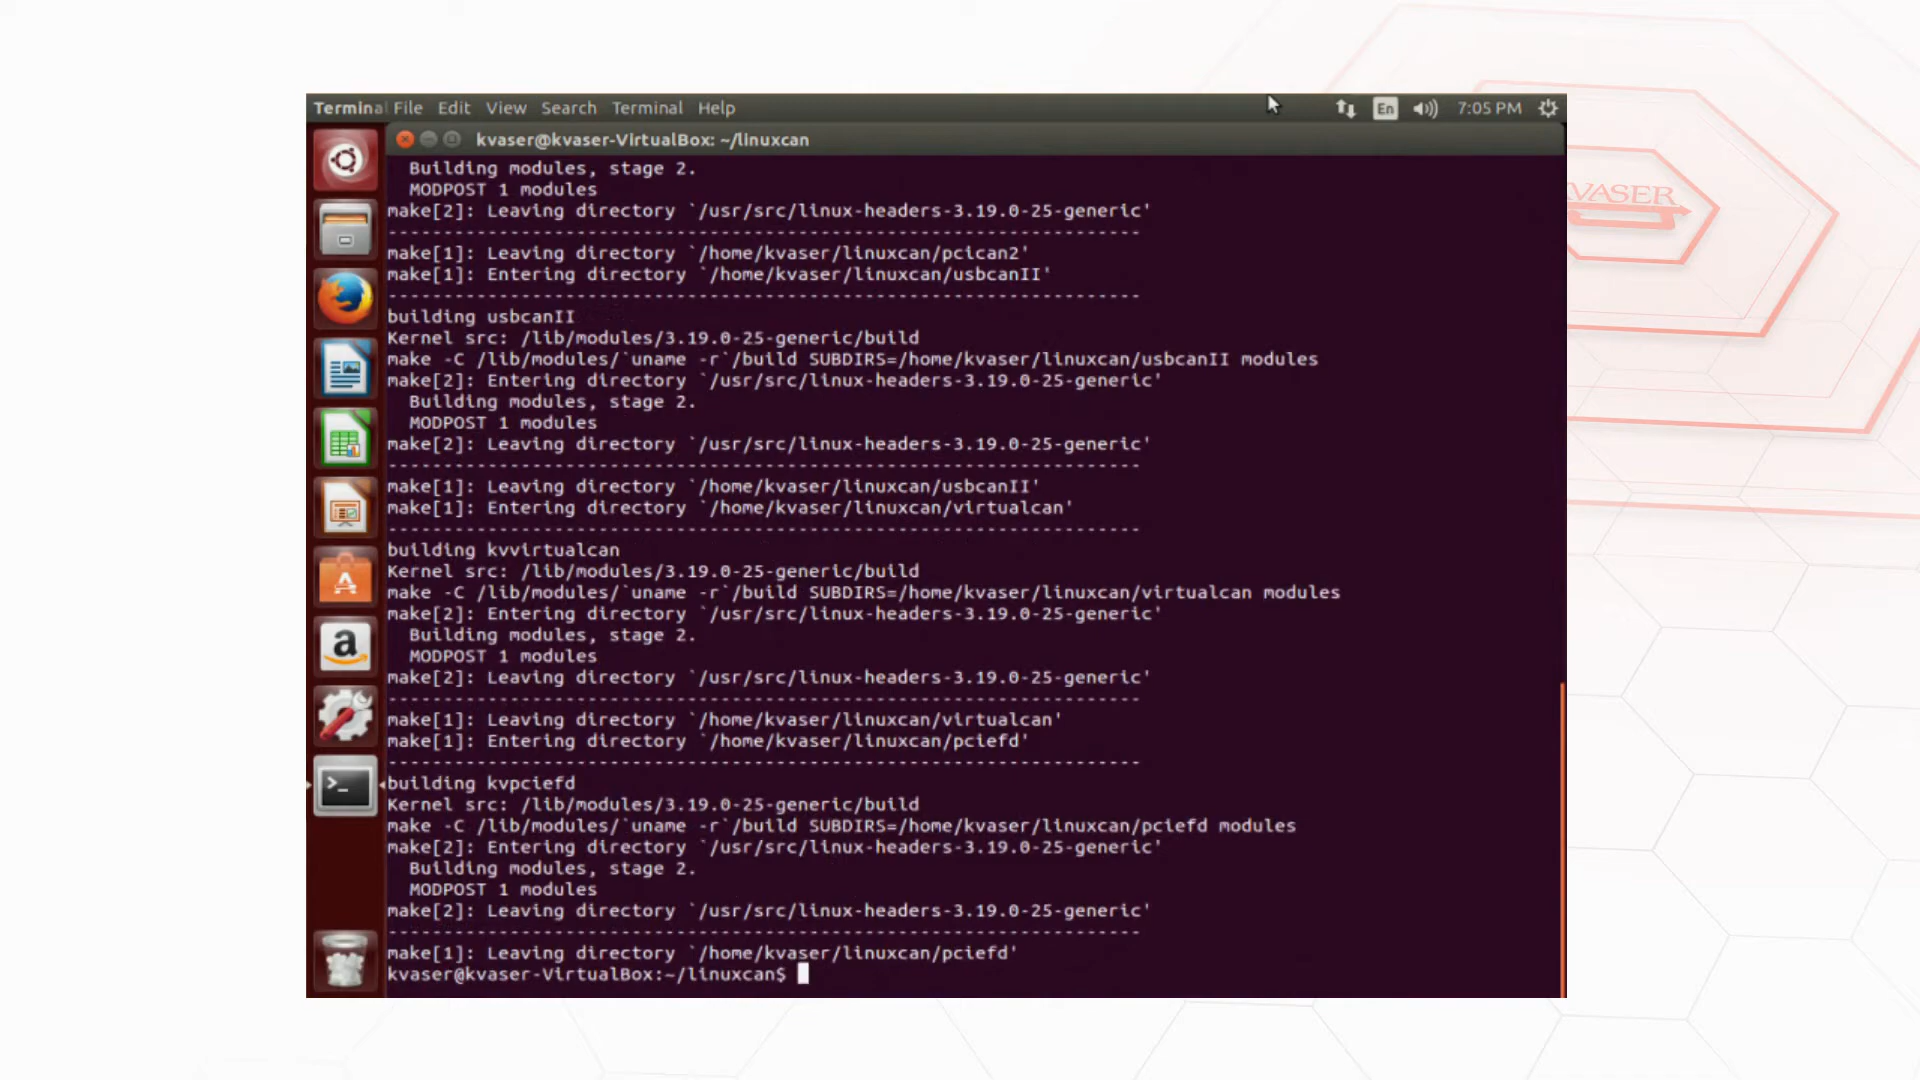 Terminal File Edit View Search Terminal Help En 7:05 PM
kvaser@kvaser-VirtualBox: ~/linuxcan
KVASER
  Building modules, stage 2.
  MODPOST 1 modules
make[2]: Leaving directory `/usr/src/linux-headers-3.19.0-25-generic'
--------------------------------------------------------------------
make[1]: Leaving directory `/home/kvaser/linuxcan/pcican2'
make[1]: Entering directory `/home/kvaser/linuxcan/usbcanII'
--------------------------------------------------------------------
building usbcanII
Kernel src: /lib/modules/3.19.0-25-generic/build
make -C /lib/modules/`uname -r`/build SUBDIRS=/home/kvaser/linuxcan/usbcanII modules
make[2]: Entering directory `/usr/src/linux-headers-3.19.0-25-generic'
  Building modules, stage 2.
  MODPOST 1 modules
make[2]: Leaving directory `/usr/src/linux-headers-3.19.0-25-generic'
--------------------------------------------------------------------
make[1]: Leaving directory `/home/kvaser/linuxcan/usbcanII'
make[1]: Entering directory `/home/kvaser/linuxcan/virtualcan'
--------------------------------------------------------------------
building kvvirtualcan
Kernel src: /lib/modules/3.19.0-25-generic/build
make -C /lib/modules/`uname -r`/build SUBDIRS=/home/kvaser/linuxcan/virtualcan modules
make[2]: Entering directory `/usr/src/linux-headers-3.19.0-25-generic'
  Building modules, stage 2.
  MODPOST 1 modules
make[2]: Leaving directory `/usr/src/linux-headers-3.19.0-25-generic'
--------------------------------------------------------------------
make[1]: Leaving directory `/home/kvaser/linuxcan/virtualcan'
make[1]: Entering directory `/home/kvaser/linuxcan/pciefd'
--------------------------------------------------------------------
building kvpciefd
Kernel src: /lib/modules/3.19.0-25-generic/build
make -C /lib/modules/`uname -r`/build SUBDIRS=/home/kvaser/linuxcan/pciefd modules
make[2]: Entering directory `/usr/src/linux-headers-3.19.0-25-generic'
  Building modules, stage 2.
  MODPOST 1 modules
make[2]: Leaving directory `/usr/src/linux-headers-3.19.0-25-generic'
--------------------------------------------------------------------
make[1]: Leaving directory `/home/kvaser/linuxcan/pciefd'
kvaser@kvaser-VirtualBox:~/linuxcan$